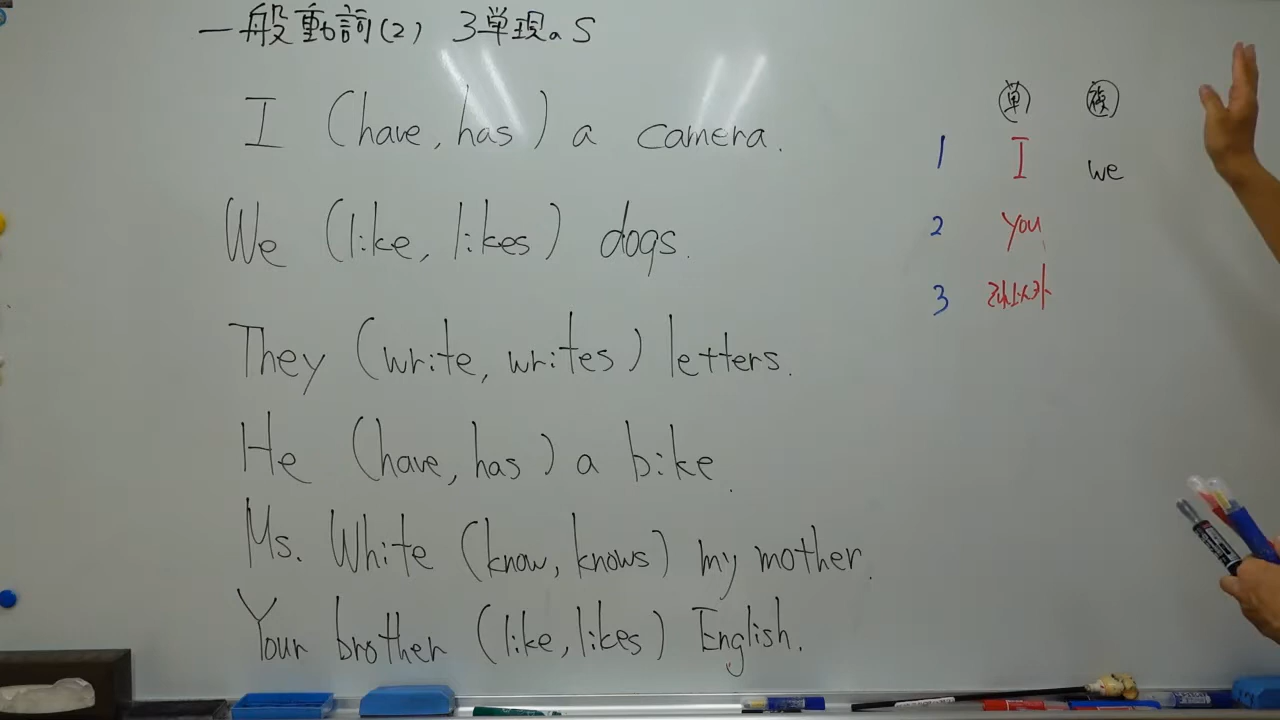 一般動詞(2) 3単現のS
I (have, has) a camera.
We (like, likes) dogs.
They (write, writes) letters.
He (have, has) a bike.
Ms. White (know, knows) my mother.
Your brother (like, likes) English.
単 複
1 I we
2 you
3 それ以外